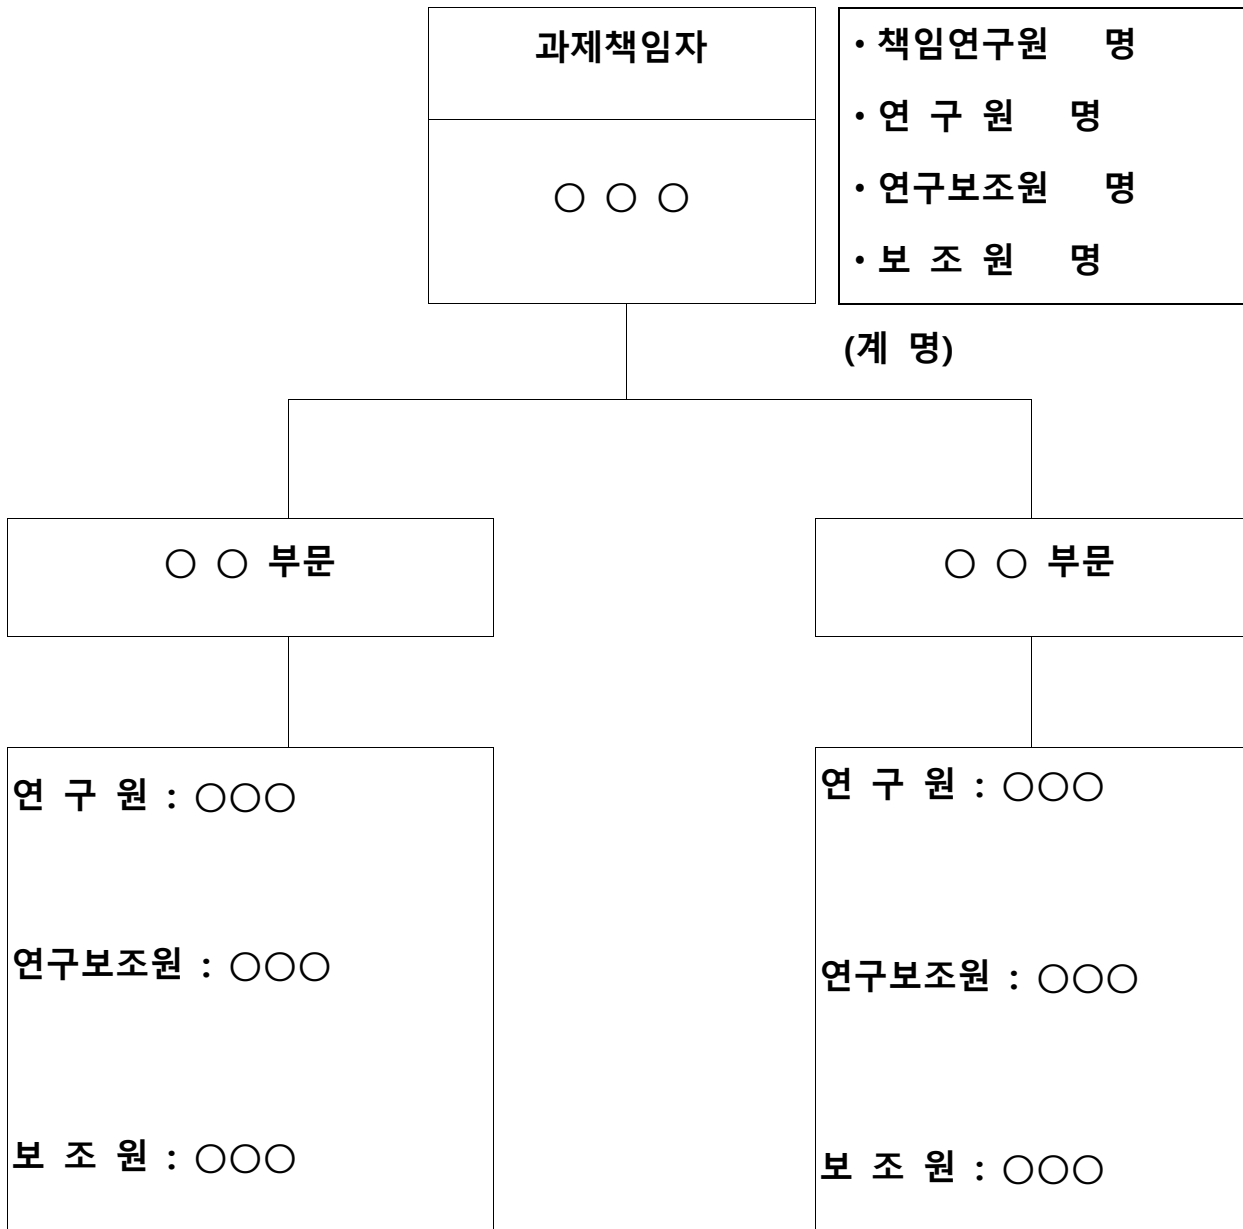 과제책임자
○ ○ ○
• 책임연구원 명
• 연 구 원 명
• 연구보조원 명
• 보 조 원 명
(계 명)
○ ○ 부문
○ ○ 부문
연 구 원 : ○○○
연구보조원 : ○○○
보 조 원 : ○○○
연 구 원 : ○○○
연구보조원 : ○○○
보 조 원 : ○○○